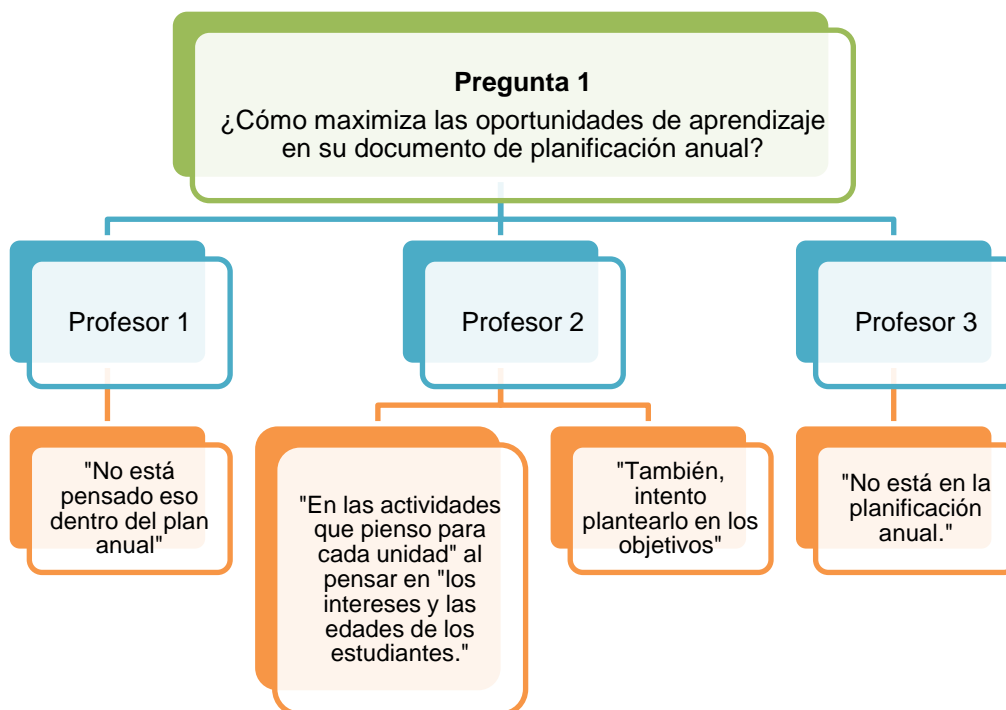 Pregunta 1
¿Cómo maximiza las oportunidades de aprendizaje
en su documento de planificación anual?
Profesor 1
Profesor 2
Profesor 3
"No está
pensado eso
dentro del plan
anual"
"En las actividades
que pienso para
cada unidad" al
pensar en "los
intereses y las
edades de los
estudiantes."
"También,
intento
plantearlo en los
objetivos"
"No está en la
planificación
anual."